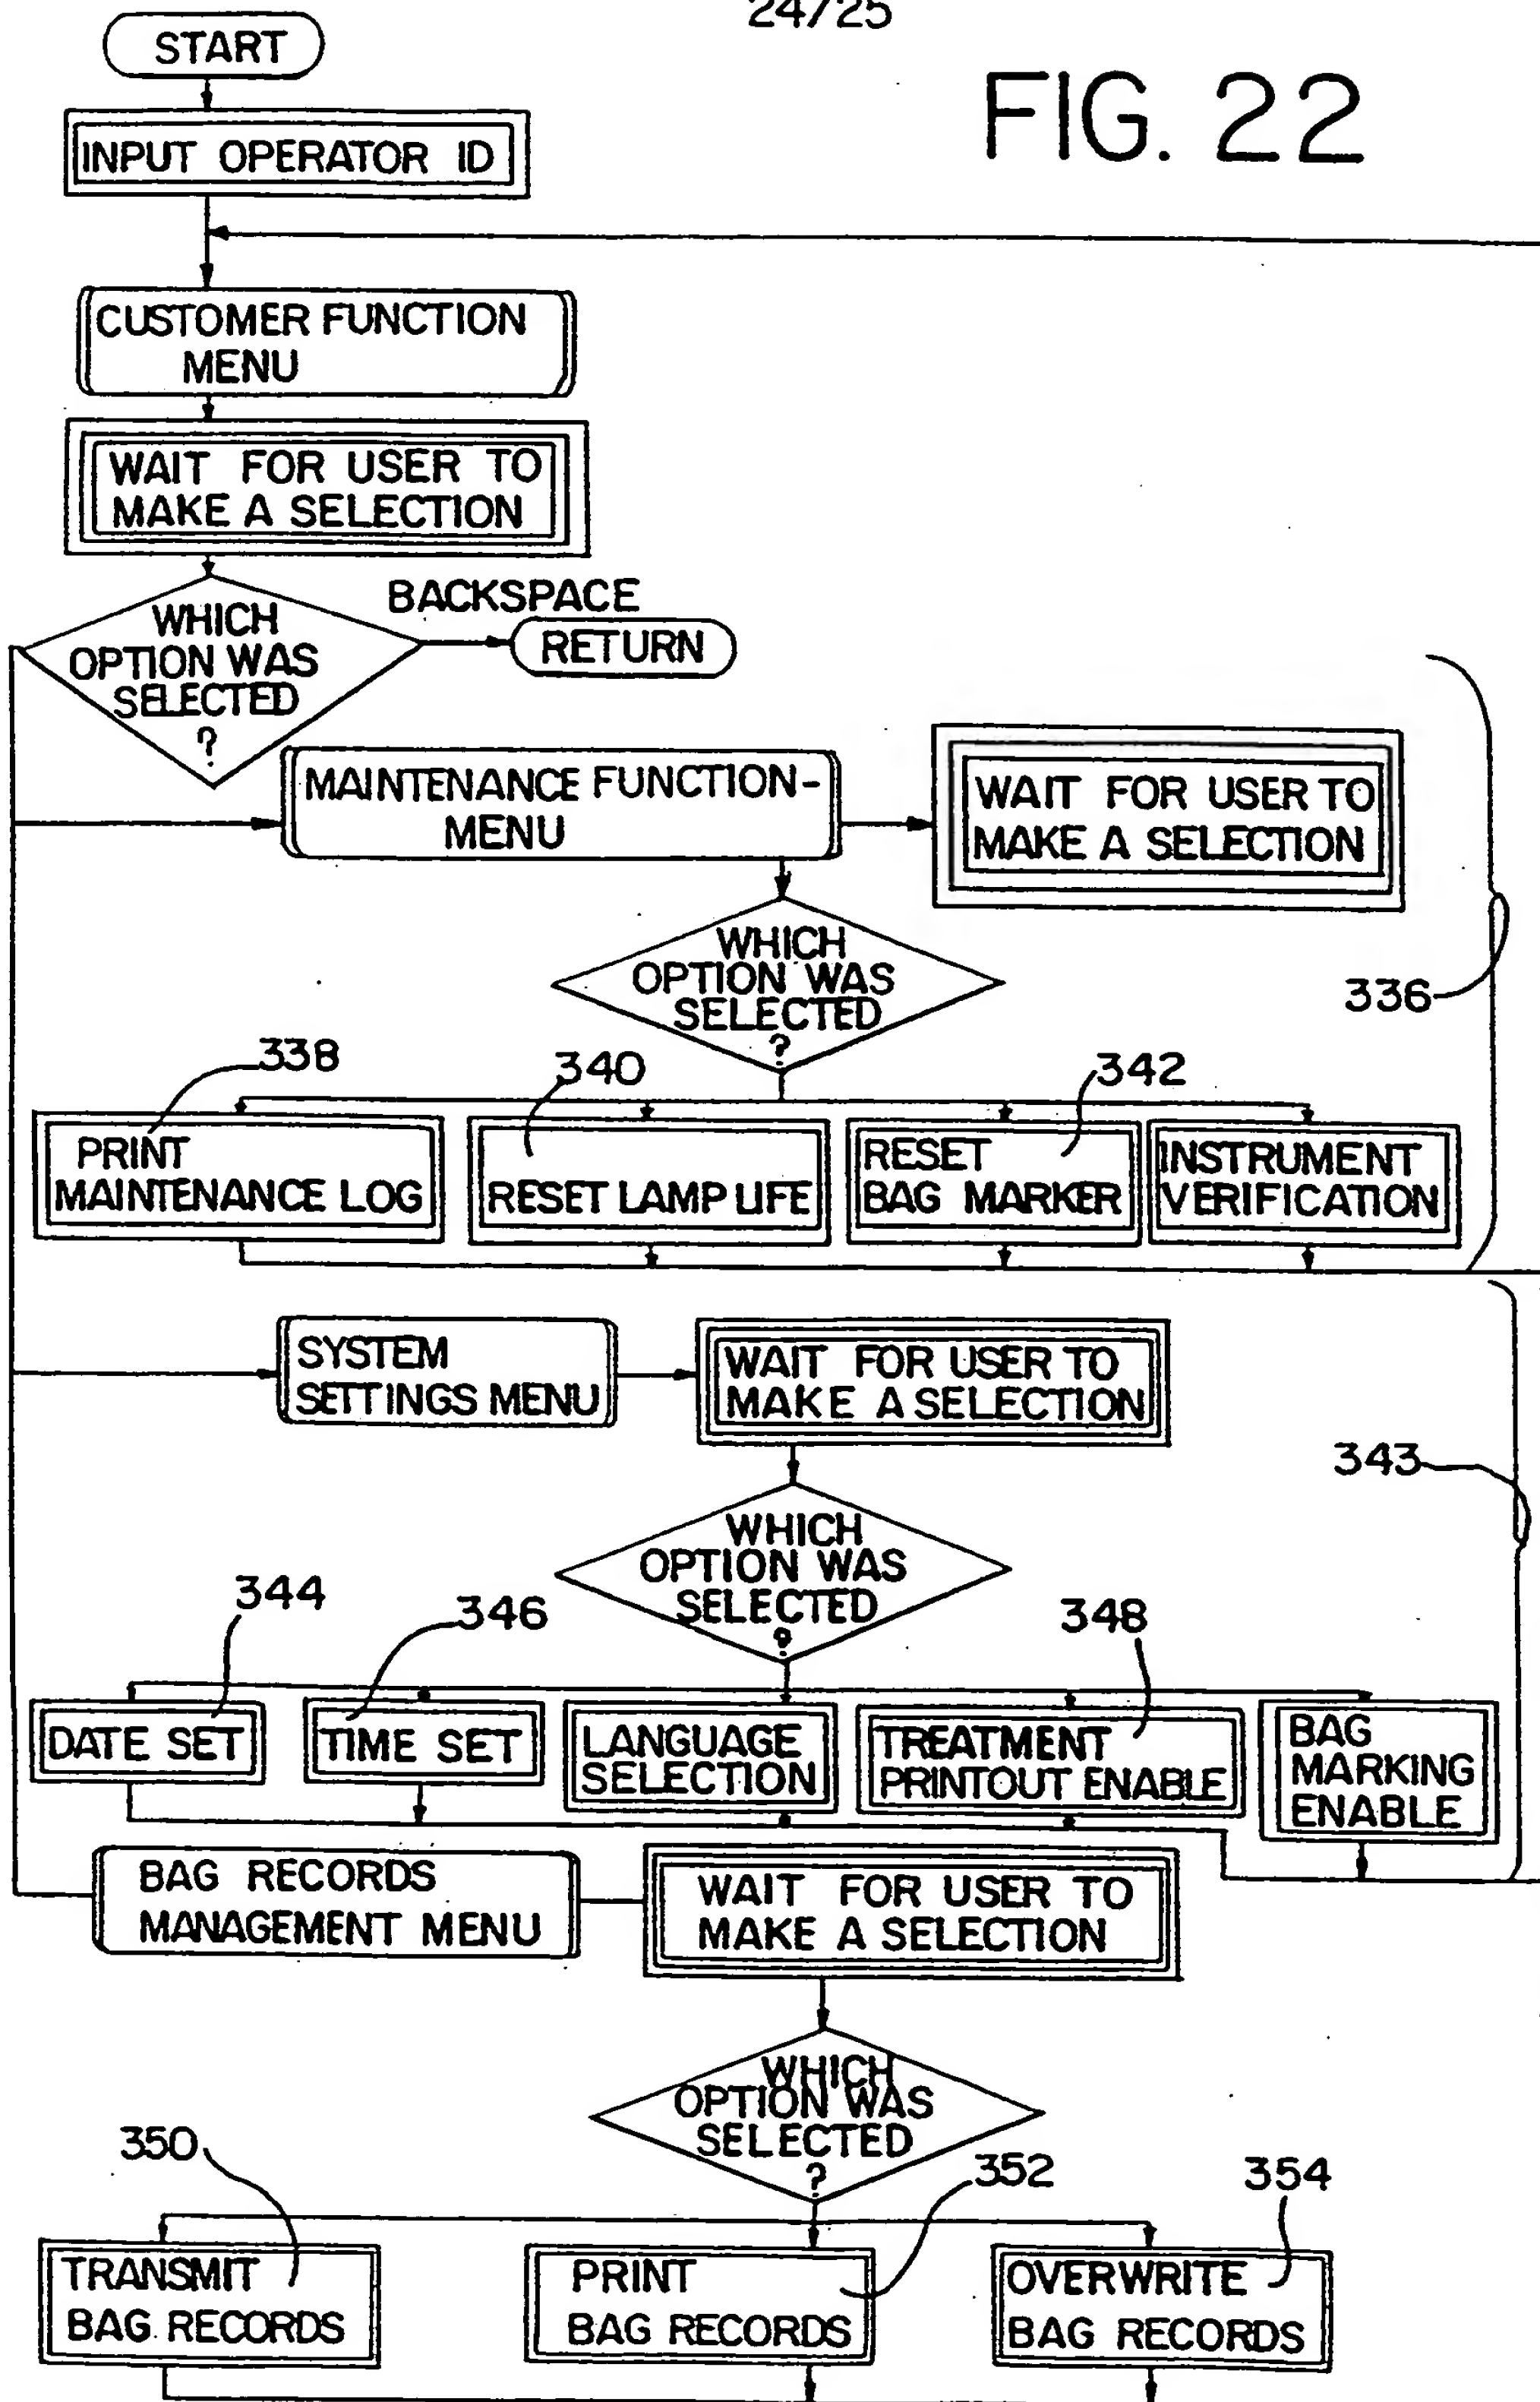 24/25
FIG. 22
START
INPUT OPERATOR ID
CUSTOMER FUNCTION
MENU
WAIT FOR USER TO
MAKE A SELECTION
WHICH
OPTION WAS
SELECTED
?
BACKSPACE
RETURN
MAINTENANCE FUNCTION-
MENU
WAIT FOR USER TO
MAKE A SELECTION
WHICH
OPTION WAS
SELECTED
?
336
338
340
342
PRINT
MAINTENANCE LOG
RESET LAMP LIFE
RESET
BAG MARKER
INSTRUMENT
VERIFICATION
SYSTEM
SETTINGS MENU
WAIT FOR USER TO
MAKE A SELECTION
343
WHICH
OPTION WAS
SELECTED
?
344
346
348
DATE SET
TIME SET
LANGUAGE
SELECTION
TREATMENT
PRINTOUT ENABLE
BAG
MARKING
ENABLE
BAG RECORDS
MANAGEMENT MENU
WAIT FOR USER TO
MAKE A SELECTION
WHICH
OPTION WAS
SELECTED
?
350
352
354
TRANSMIT
BAG RECORDS
PRINT
BAG RECORDS
OVERWRITE
BAG RECORDS